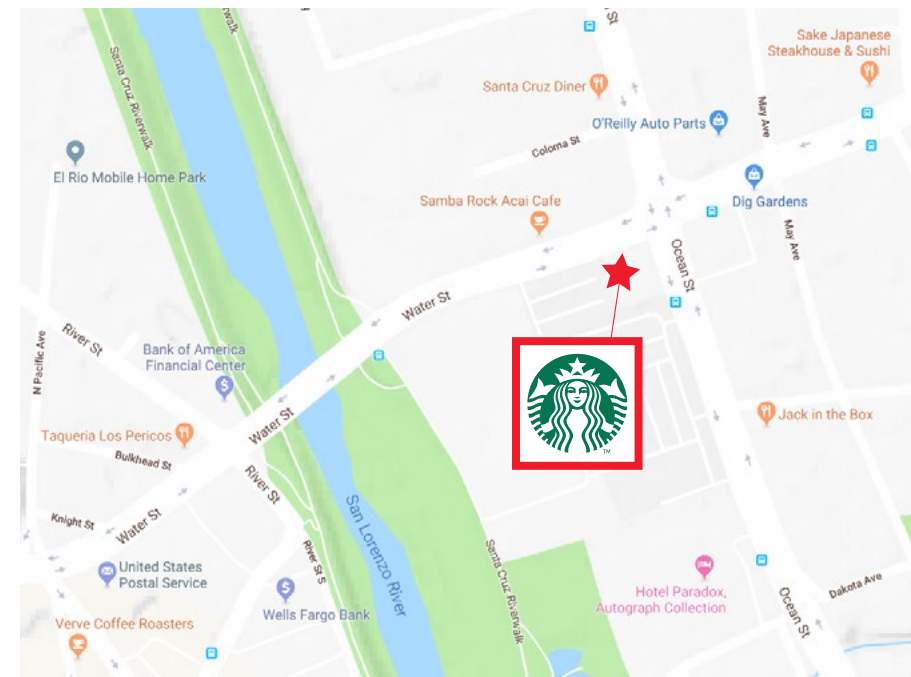 St
walk
Sake Japanese
Steakhouse & Sushi
Santa Cruz Riverwalk
Santa Cruz Diner
May Ave
O'Reilly Auto Parts
Coloma St
El Rio Mobile Home Park
Samba Rock Acai Cafe
Dig Gardens
May Ave
Ocean St
Water St
River St
N Pacific Ave
Bank of America
Financial Center
Water St
Jack in the Box
Taqueria Los Pericos
Bulkhead St
TM
River St
San Lorenzo River
Knight St
Water St
River St S
Santa Cruz Riverwalk
United States
Postal Service
Hotel Paradox,
Autograph Collection
Dakota Ave
Ocean St
Wells Fargo Bank
Verve Coffee Roasters